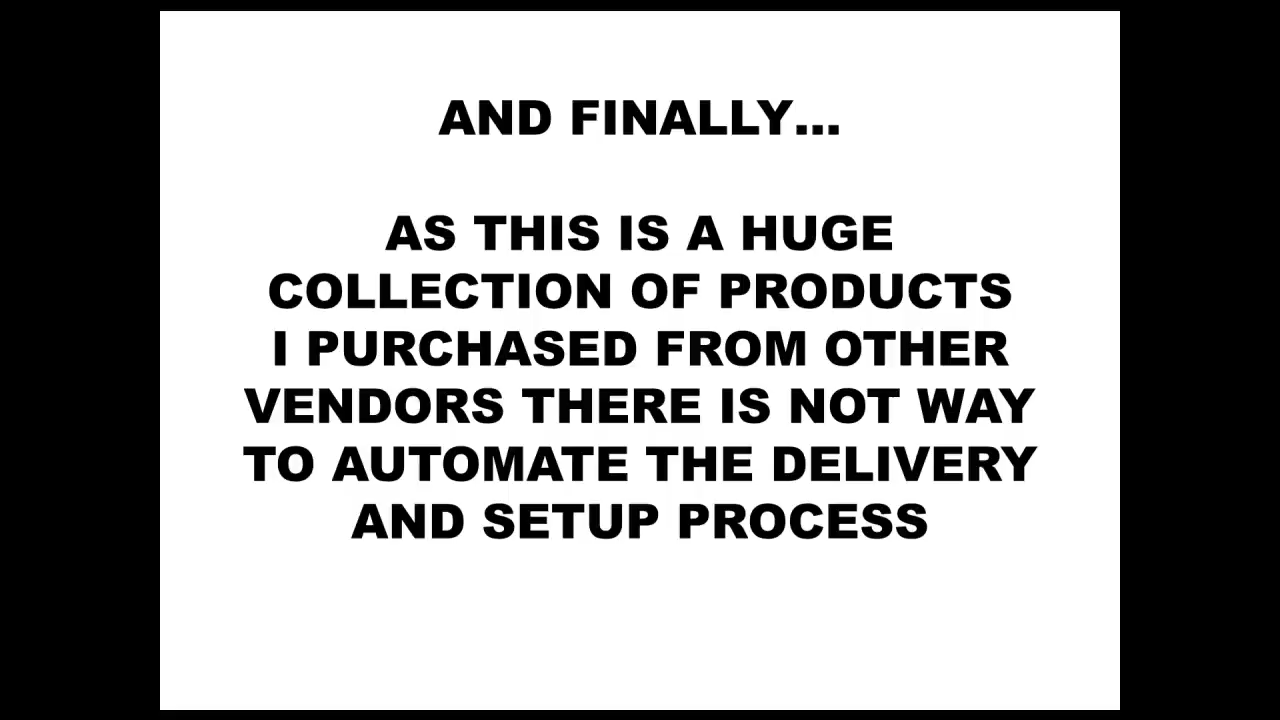 AND FINALLY...
AS THIS IS A HUGE
COLLECTION OF PRODUCTS
I PURCHASED FROM OTHER
VENDORS THERE IS NOT WAY
TO AUTOMATE THE DELIVERY
AND SETUP PROCESS